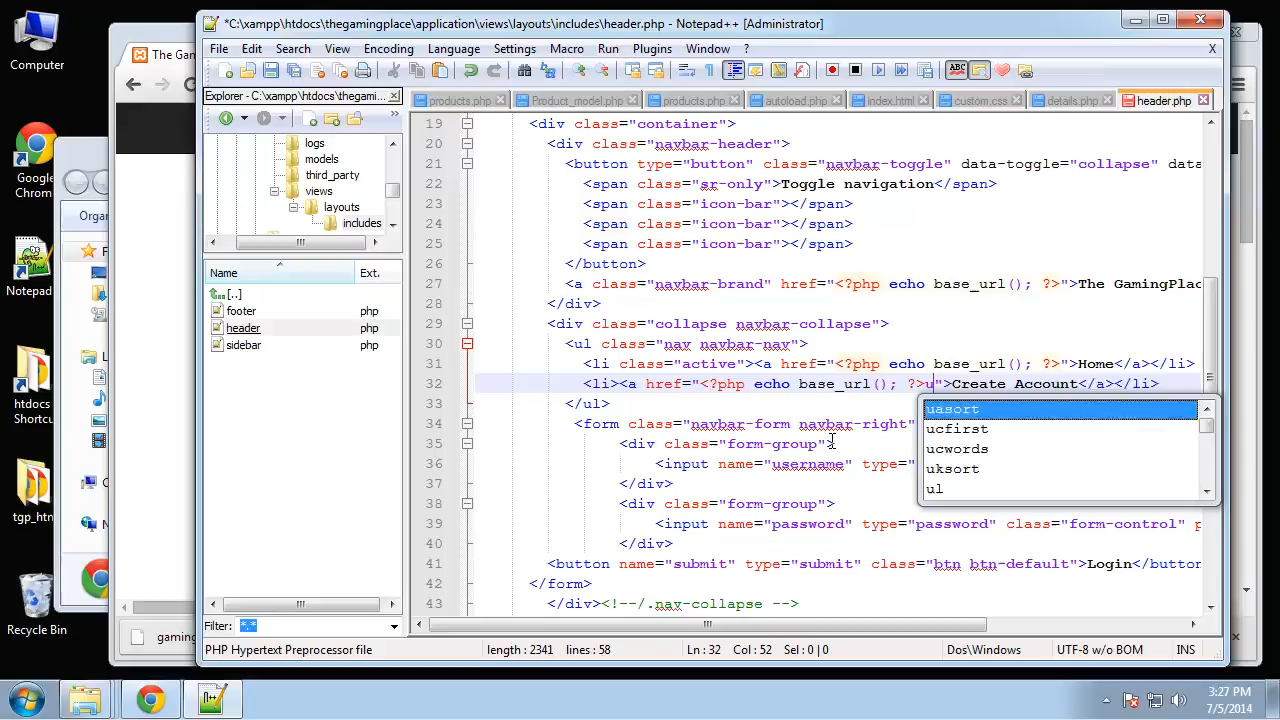 *C:\xampp\htdocs\thegamingplace\application\views\layouts\includes\header.php - Notepad++ [Administrator]
File Edit Search View Encoding Language Settings Macro Run Plugins Window ? X
Computer
The Gam
Explorer - C:\xampp\htdocs\thegami...
products.php Product_model.php products.php autoload.php index.html custom.css details.php header.php
logs
models
third_party
views
layouts
includes
Name Ext.
[..]
footer php
header php
sidebar php
Filter: *.*
19 <div class="container">
20 <div class="navbar-header">
21 <button type="button" class="navbar-toggle" data-toggle="collapse" data
22 <span class="sr-only">Toggle navigation</span>
23 <span class="icon-bar"></span>
24 <span class="icon-bar"></span>
25 <span class="icon-bar"></span>
26 </button>
27 <a class="navbar-brand" href="<?php echo base_url(); ?>">The GamingPlac
28 </div>
29 <div class="collapse navbar-collapse">
30 <ul class="nav navbar-nav">
31 <li class="active"><a href="<?php echo base_url(); ?>">Home</a></li>
32 <li><a href="<?php echo base_url(); ?>u">Create Account</a></li>
33 </ul>
34 <form class="navbar-form navbar-right"
35 <div class="form-group">
36 <input name="username" type="
37 </div>
38 <div class="form-group">
39 <input name="password" type="password" class="form-control" p
40 </div>
41 <button name="submit" type="submit" class="btn btn-default">Login</button
42 </form>
43 </div><!--/.nav-collapse -->
uasort
ucfirst
ucwords
uksort
ul
Google
Chrome
Organ
Notepad
htdocs
Shortcut
tgp_htn
Recycle Bin
gaming
PHP Hypertext Preprocessor file length : 2341 lines : 58 Ln : 32 Col : 52 Sel : 0 | 0 Dos\Windows UTF-8 w/o BOM INS
3:27 PM
7/5/2014